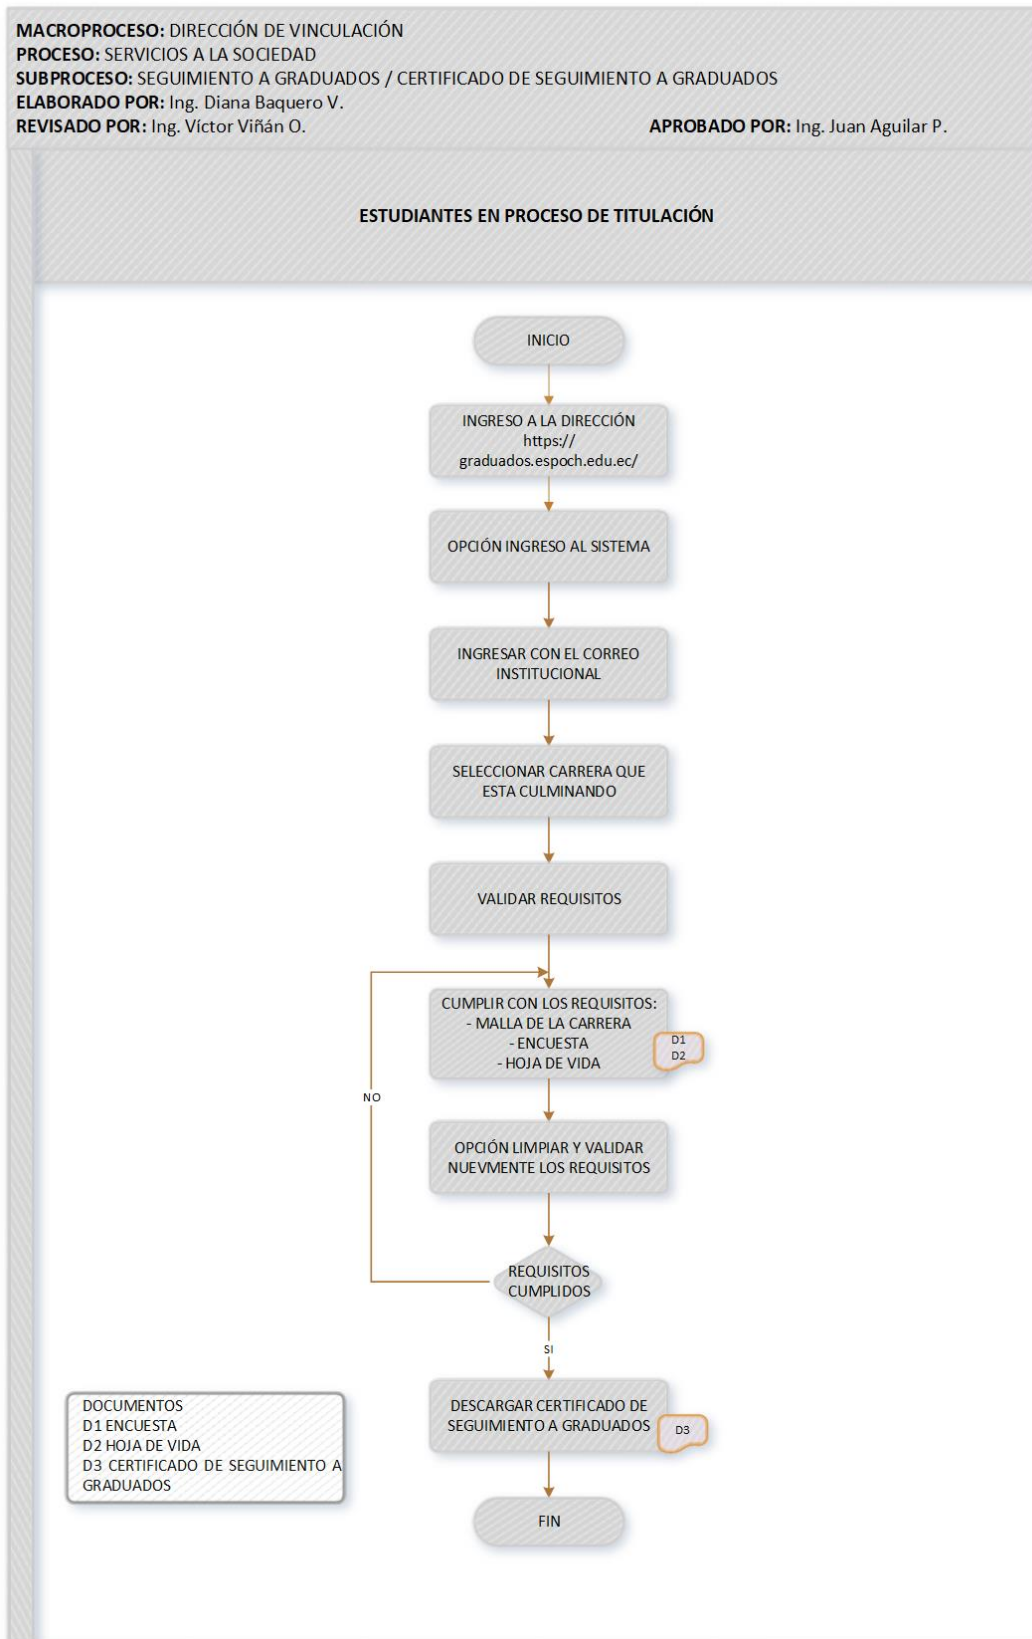 MACROPROCESO: DIRECCIÓN DE VINCULACIÓN
PROCESO: SERVICIOS A LA SOCIEDAD
SUBPROCESO: SEGUIMIENTO A GRADUADOS / CERTIFICADO DE SEGUIMIENTO A GRADUADOS
ELABORADO POR: Ing. Diana Baquero V.
REVISADO POR: Ing. Víctor Viñán O. APROBADO POR: Ing. Juan Aguilar P.
ESTUDIANTES EN PROCESO DE TITULACIÓN
INICIO
INGRESO A LA DIRECCIÓN
https://
graduados.espoch.edu.ec/
OPCIÓN INGRESO AL SISTEMA
INGRESAR CON EL CORREO
INSTITUCIONAL
SELECCIONAR CARRERA QUE
ESTA CULMINANDO
VALIDAR REQUISITOS
CUMPLIR CON LOS REQUISITOS:
- MALLA DE LA CARRERA
- ENCUESTA
- HOJA DE VIDA
D1
D2
NO
OPCIÓN LIMPIAR Y VALIDAR
NUEVMENTE LOS REQUISITOS
REQUISITOS
CUMPLIDOS
SI
DESCARGAR CERTIFICADO DE
SEGUIMIENTO A GRADUADOS
D3
DOCUMENTOS
D1 ENCUESTA
D2 HOJA DE VIDA
D3 CERTIFICADO DE SEGUIMIENTO A
GRADUADOS
FIN